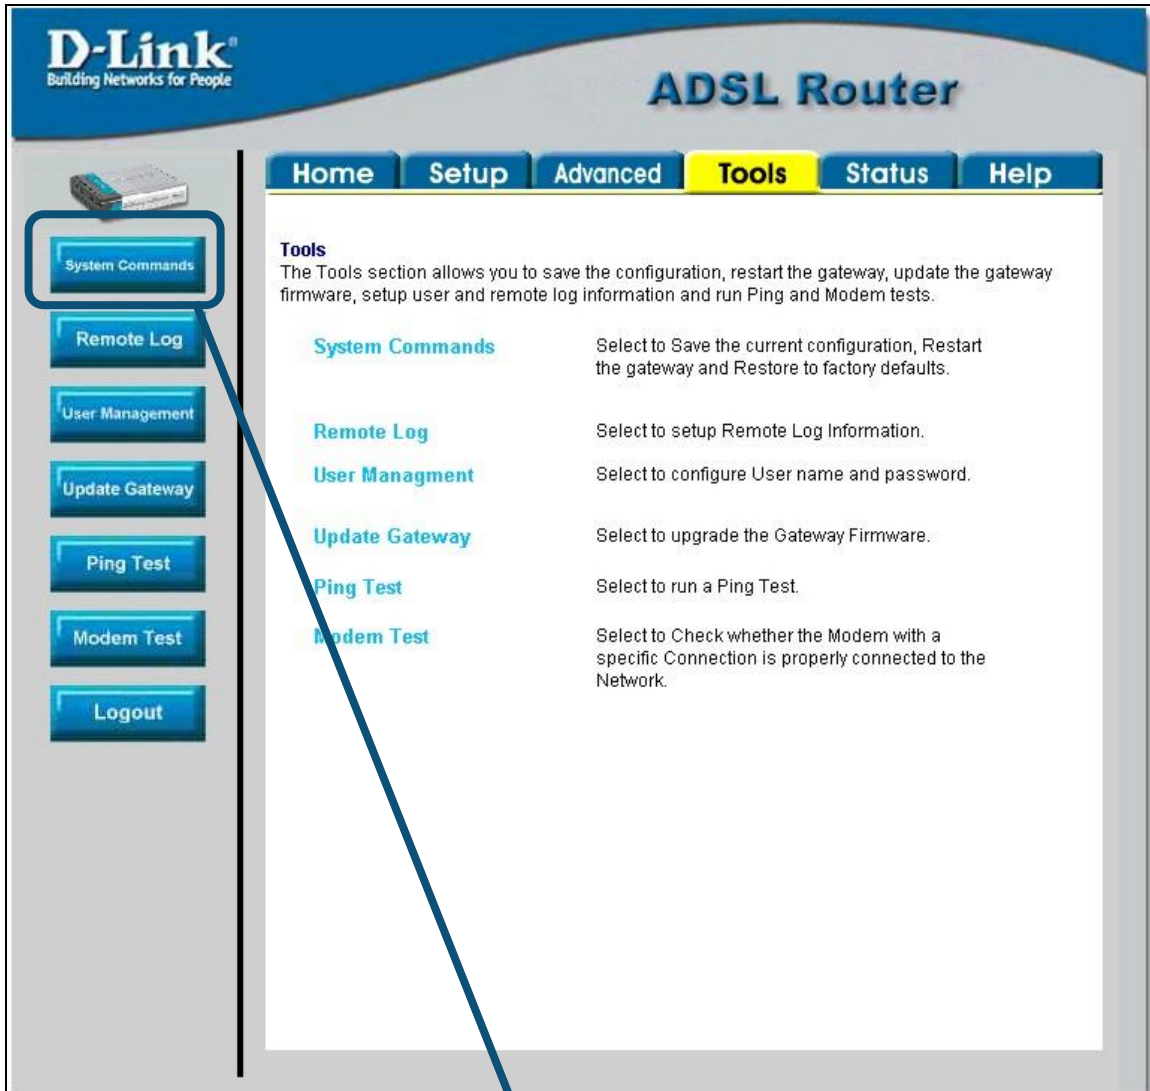 D-Link®
Building Networks for People
ADSL Router
Home Setup Advanced Tools Status Help
System Commands
Remote Log
User Management
Update Gateway
Ping Test
Modem Test
Logout
Tools
The Tools section allows you to save the configuration, restart the gateway, update the gateway
firmware, setup user and remote log information and run Ping and Modem tests.
System Commands Select to Save the current configuration, Restart
the gateway and Restore to factory defaults.
Remote Log Select to setup Remote Log Information.
User Managment Select to configure User name and password.
Update Gateway Select to upgrade the Gateway Firmware.
Ping Test Select to run a Ping Test.
Modem Test Select to Check whether the Modem with a
specific Connection is properly connected to the
Network.